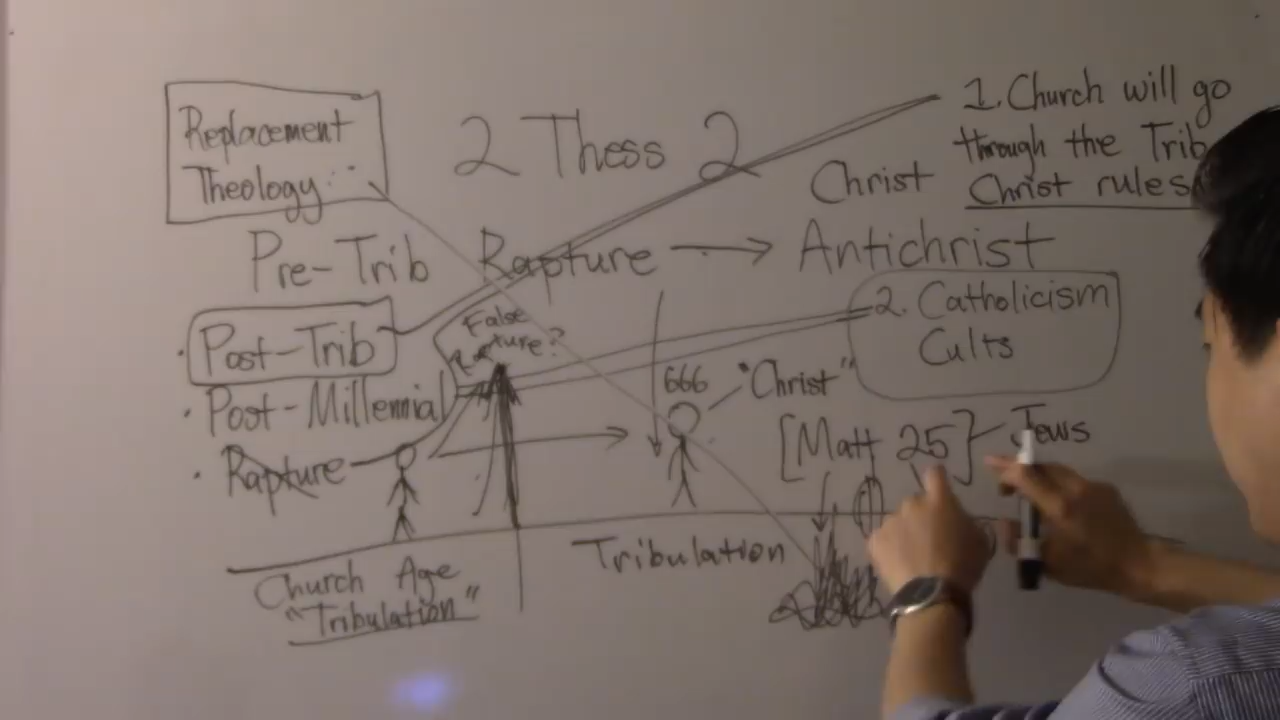 Replacement
Theology
2 Thess 2
1. Church will go
through the Trib
Christ rules
Christ
Pre-Trib Rapture → Antichrist
• Post-Trib
False
Rapture?
2. Catholicism
Cults
• Post-Millennial
666
"Christ"
• Rapture
[Matt 25]
Jews
Church Age
"Tribulation"
Tribulation